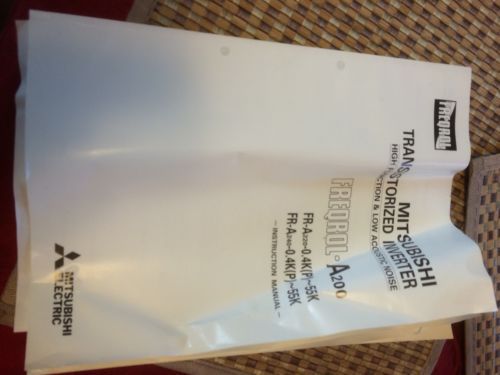 FREQROL
MITSUBISHI
TRANSISTORIZED INVERTER
HIGH FUNCTION & LOW ACOUSTIC NOISE
FREQROL-A200
FR-A220-0.4K(P)~55K
FR-A240-0.4K(P)~55K
– INSTRUCTION MANUAL –
MITSUBISHI
ELECTRIC